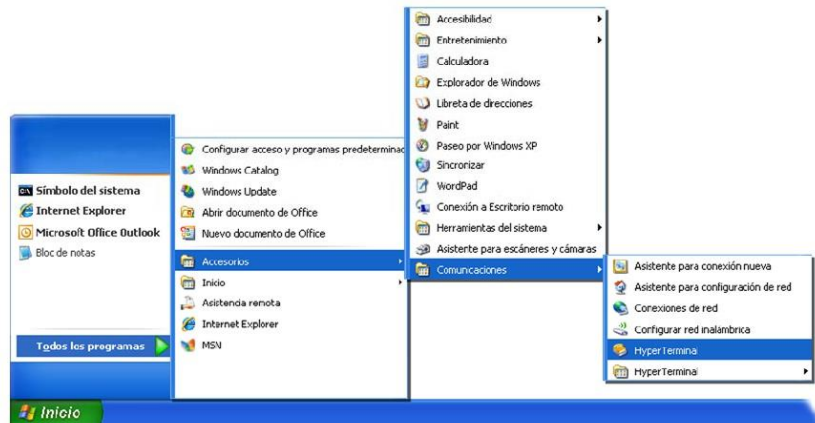 Accesibilidad
Entretenimiento
Calculadora
Explorador de Windows
Libreta de direcciones
Paint
Paseo por Windows XP
Sincronizar
WordPad
Conexión a Escritorio remoto
Herramientas del sistema
Asistente para escáneres y cámaras
Comunicaciones
Configurar acceso y programas predeterminac
Windows Catalog
Windows Update
Abrir documento de Office
Nuevo documento de Office
Accesorios
Inicio
Asistencia remota
Internet Explorer
MSN
Símbolo del sistema
Internet Explorer
Microsoft Office Outlook
Bloc de notas
Todos los programas
Asistente para conexión nueva
Asistente para configuración de red
Conexiones de red
Configurar red inalámbrica
HyperTerminal
HyperTerminal
Inicio